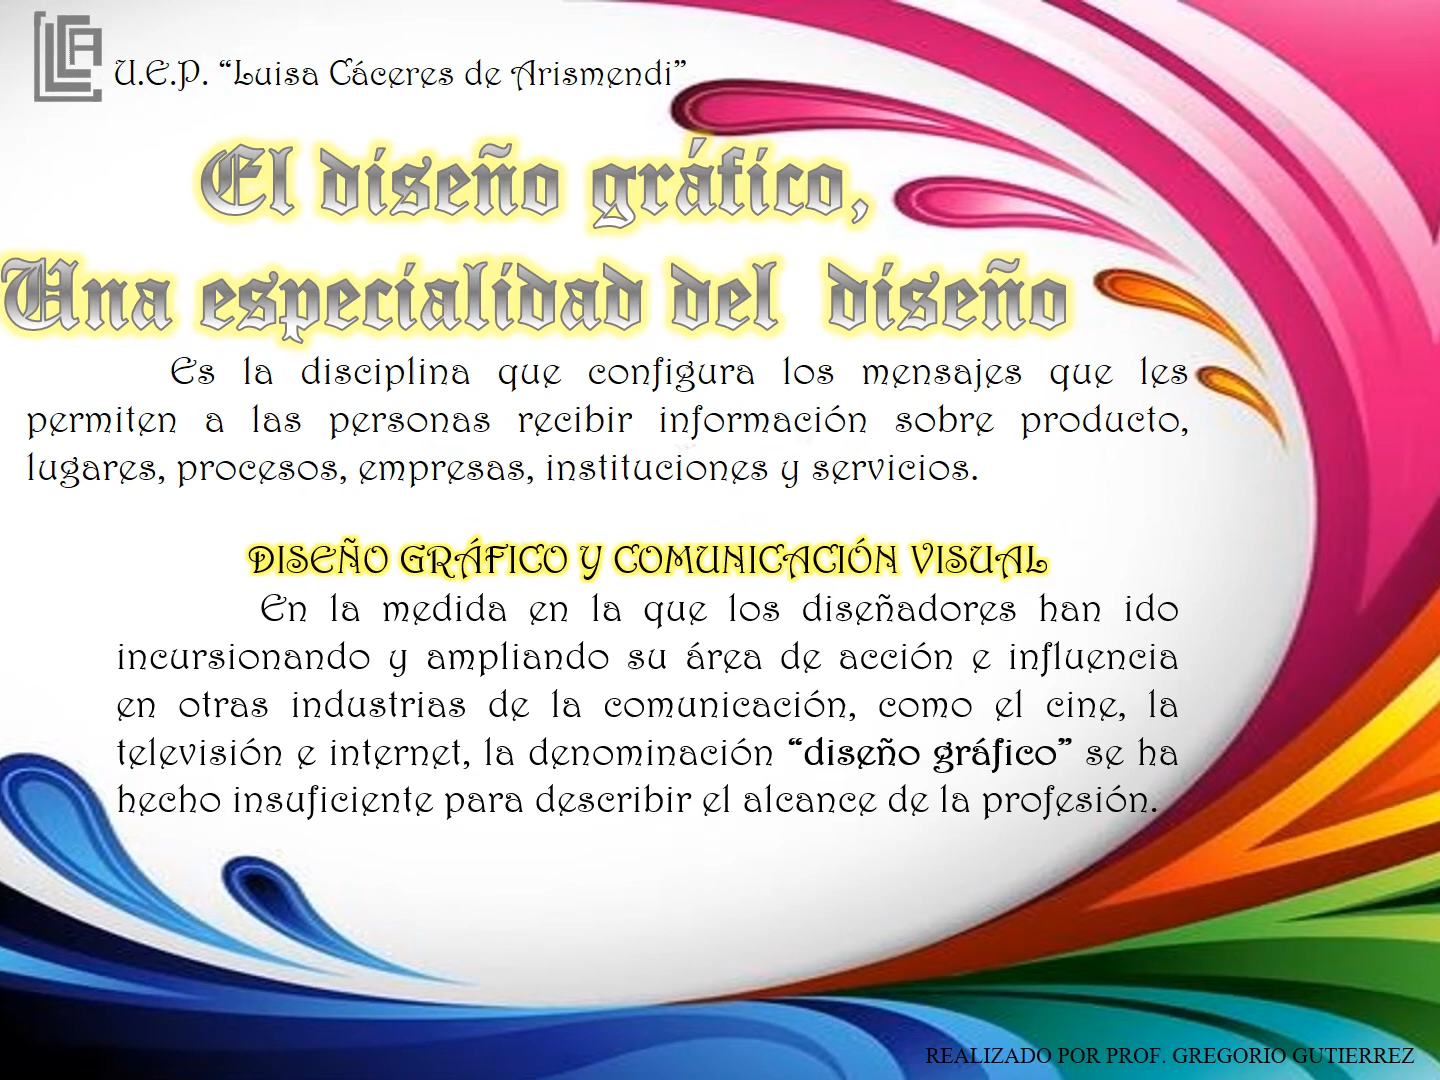 LCA
U.E.P. “Luisa Cáceres de Arismendi”
El diseño gráfico,
Una especialidad del diseño
Es la disciplina que configura los mensajes que les
permiten a las personas recibir información sobre producto,
lugares, procesos, empresas, instituciones y servicios.
DISEÑO GRÁFICO Y COMUNICACIÓN VISUAL
En la medida en la que los diseñadores han ido
incursionando y ampliando su área de acción e influencia
en otras industrias de la comunicación, como el cine, la
televisión e internet, la denominación “diseño gráfico” se ha
hecho insuficiente para describir el alcance de la profesión.
REALIZADO POR PROF. GREGORIO GUTIERREZ